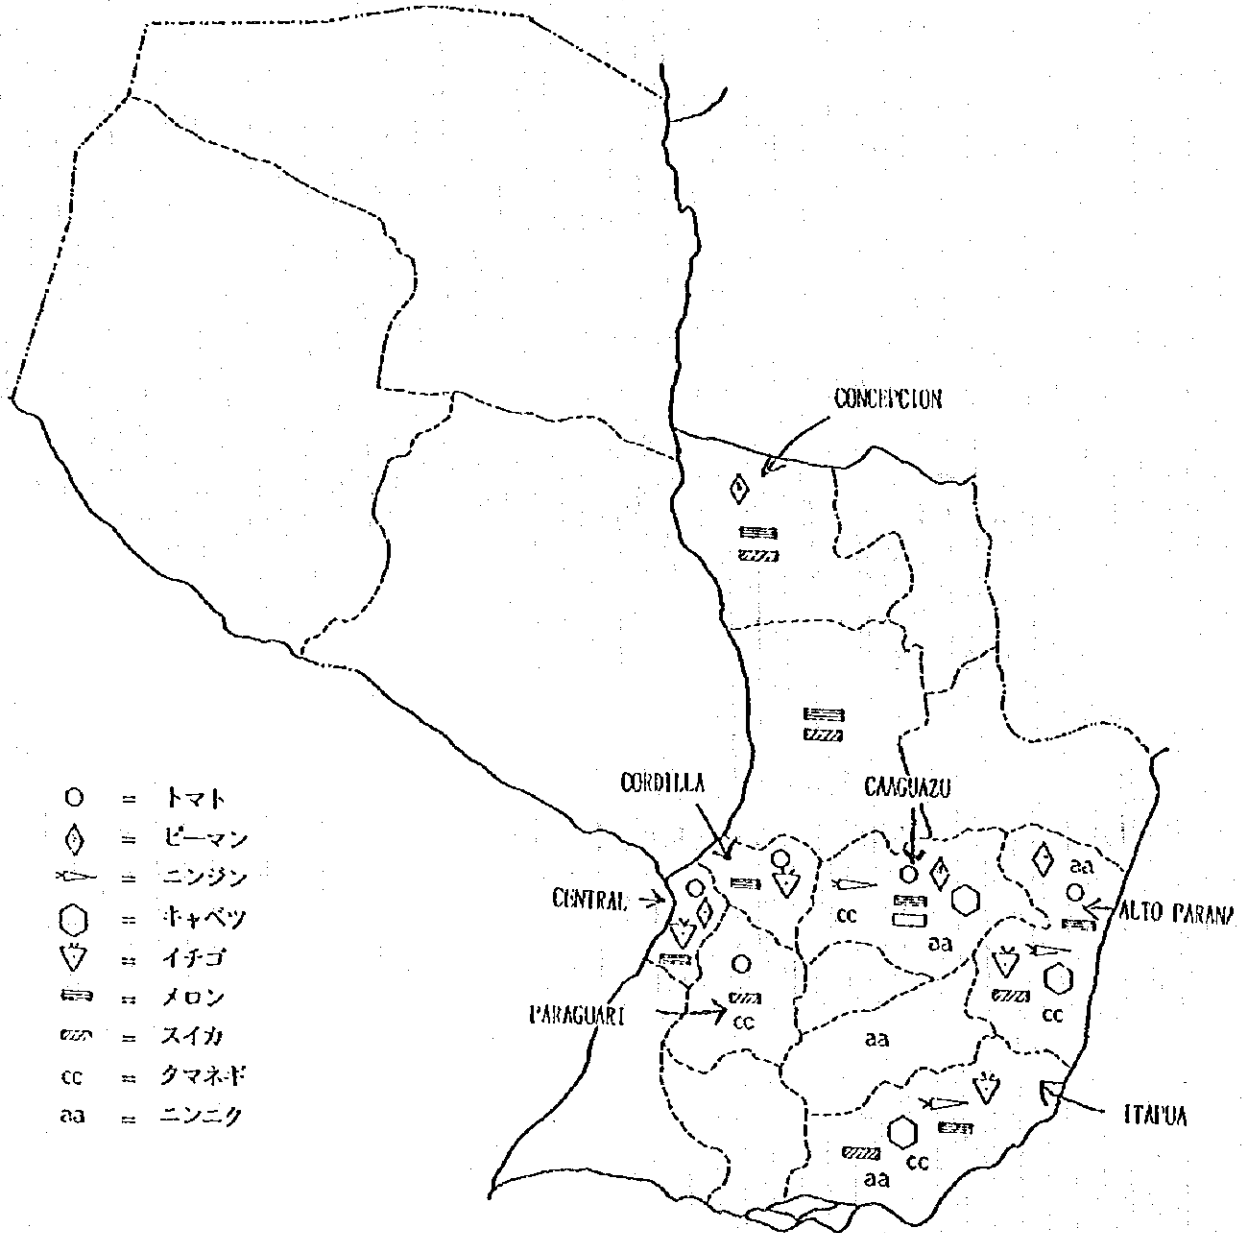 CONCEPCION
CORDILLA
CAAGUAZU
CENTRAL
ALTO PARANA
PARAGUARI
ITAPUA
cc
aa
aa
cc
cc
aa
cc
aa
○ = トマト
= ピーマン
= ニンジン
= キャベツ
= イチゴ
= メロン
= スイカ
cc = タマネギ
aa = ニンニク